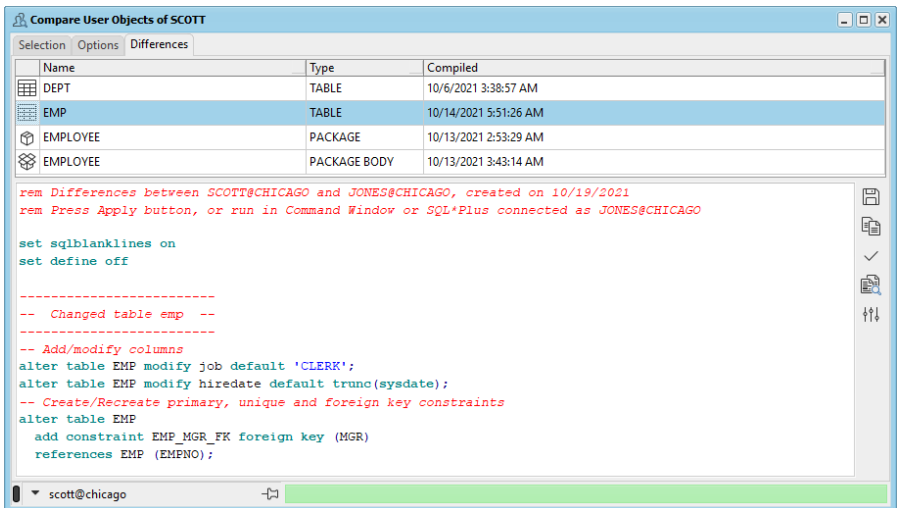 Compare User Objects of SCOTT
Selection Options Differences
Name Type Compiled
DEPT TABLE 10/6/2021 3:38:57 AM
EMP TABLE 10/14/2021 5:51:26 AM
EMPLOYEE PACKAGE 10/13/2021 2:53:29 AM
EMPLOYEE PACKAGE BODY 10/13/2021 3:43:14 AM
rem Differences between SCOTT@CHICAGO and JONES@CHICAGO, created on 10/19/2021
rem Press Apply button, or run in Command Window or SQL*Plus connected as JONES@CHICAGO
set sqlblanklines on
set define off
-------------------------
--  Changed table emp  --
-------------------------
-- Add/modify columns
alter table EMP modify job default 'CLERK';
alter table EMP modify hiredate default trunc(sysdate);
-- Create/Recreate primary, unique and foreign key constraints
alter table EMP
  add constraint EMP_MGR_FK foreign key (MGR)
  references EMP (EMPNO);
scott@chicago